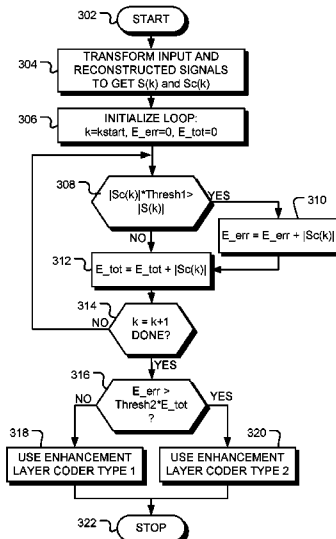 302
START
304
TRANSFORM INPUT AND
RECONSTRUCTED SIGNALS
TO GET S(k) and Sc(k)
306
INITIALIZE LOOP:
k=kstart, E_err=0, E_tot=0
308
|Sc(k)|*Thresh1>
|S(k)|
YES
310
E_err = E_err + |Sc(k)|
NO
312
E_tot = E_tot + |Sc(k)|
314
k = k+1
DONE?
NO
YES
316
E_err >
Thresh2*E_tot
?
NO
YES
318
USE ENHANCEMENT
LAYER CODER TYPE 1
320
USE ENHANCEMENT
LAYER CODER TYPE 2
322
STOP